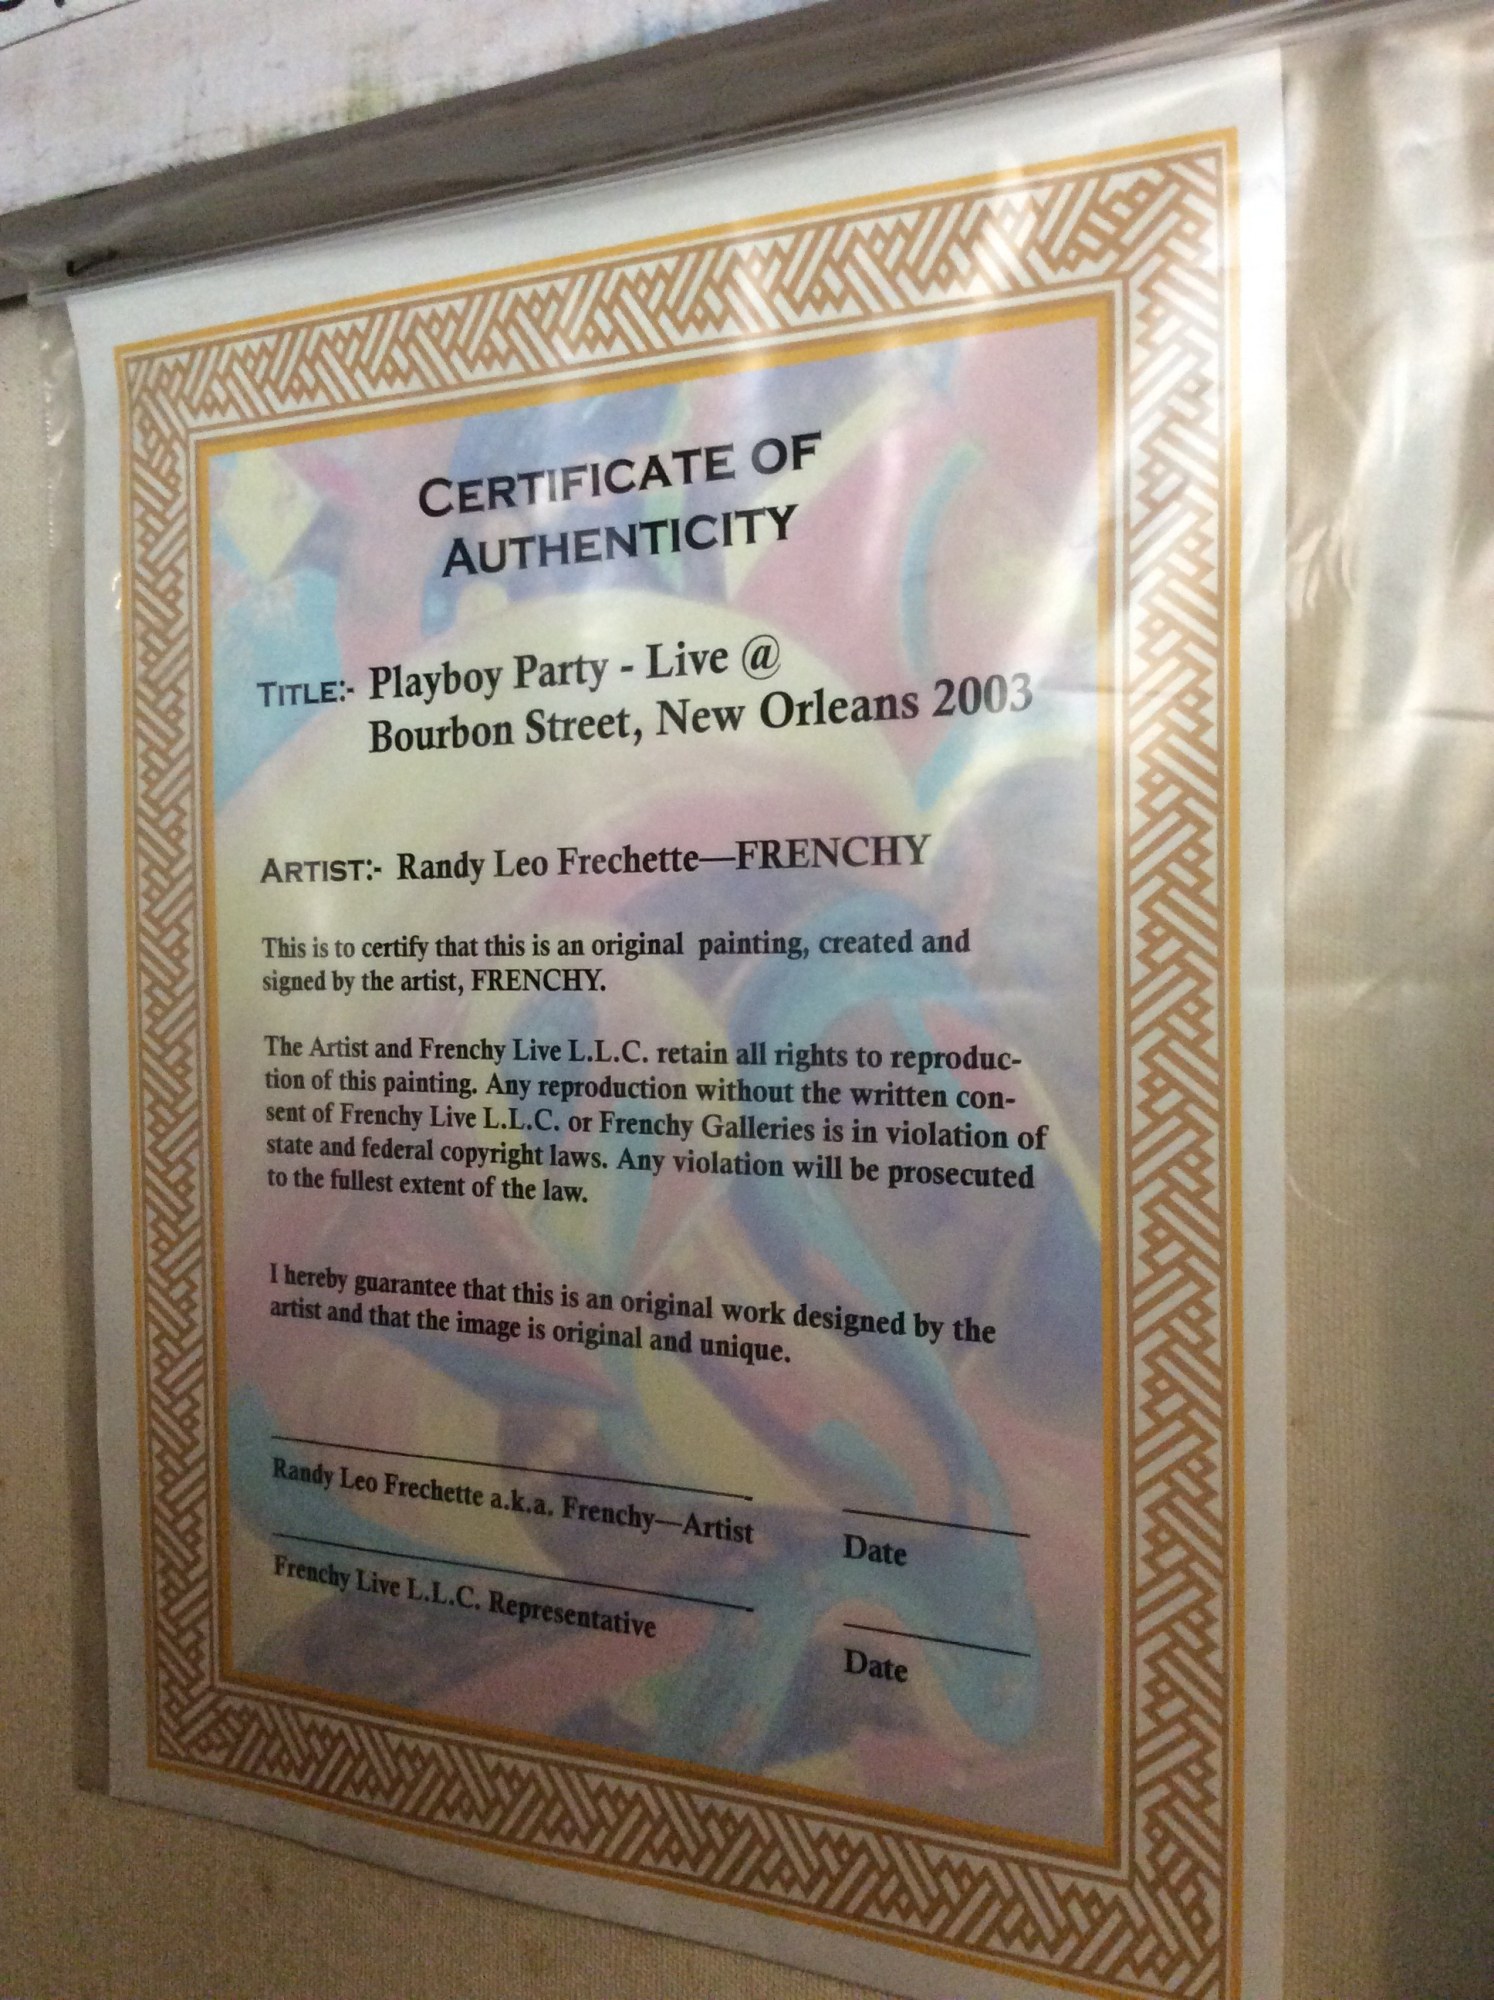 CERTIFICATE OF
AUTHENTICITY
TITLE:- Playboy Party - Live @
Bourbon Street, New Orleans 2003
ARTIST:- Randy Leo Frechette—FRENCHY
This is to certify that this is an original painting, created and
signed by the artist, FRENCHY.
The Artist and Frenchy Live L.L.C. retain all rights to reproduc-
tion of this painting. Any reproduction without the written con-
sent of Frenchy Live L.L.C. or Frenchy Galleries is in violation of
state and federal copyright laws. Any violation will be prosecuted
to the fullest extent of the law.
I hereby guarantee that this is an original work designed by the
artist and that the image is original and unique.
Randy Leo Frechette a.k.a. Frenchy—Artist
Date
Frenchy Live L.L.C. Representative
Date